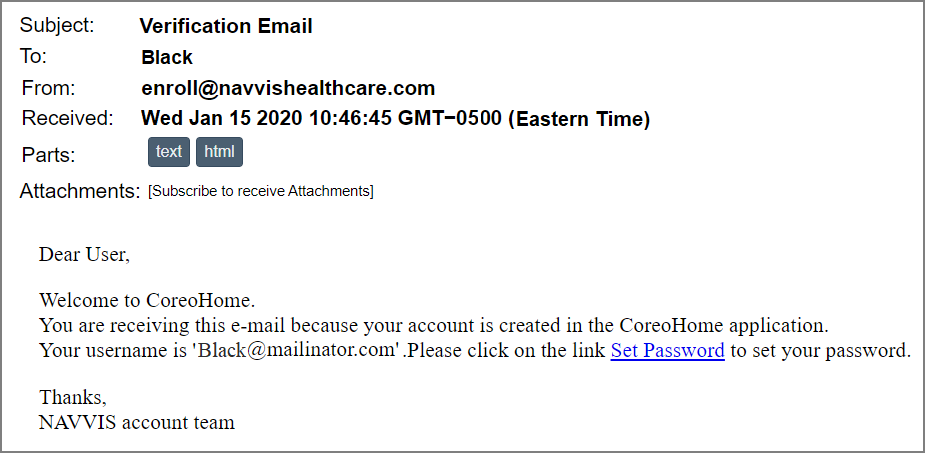 Subject: Verification Email
To: Black
From: enroll@navvishealthcare.com
Received: Wed Jan 15 2020 10:46:45 GMT−0500 (Eastern Time)
Parts: text html
Attachments: [Subscribe to receive Attachments]
Dear User,
Welcome to CoreoHome.
You are receiving this e-mail because your account is created in the CoreoHome application.
Your username is 'Black@mailinator.com' .Please click on the link Set Password to set your password.
Thanks,
NAVVIS account team